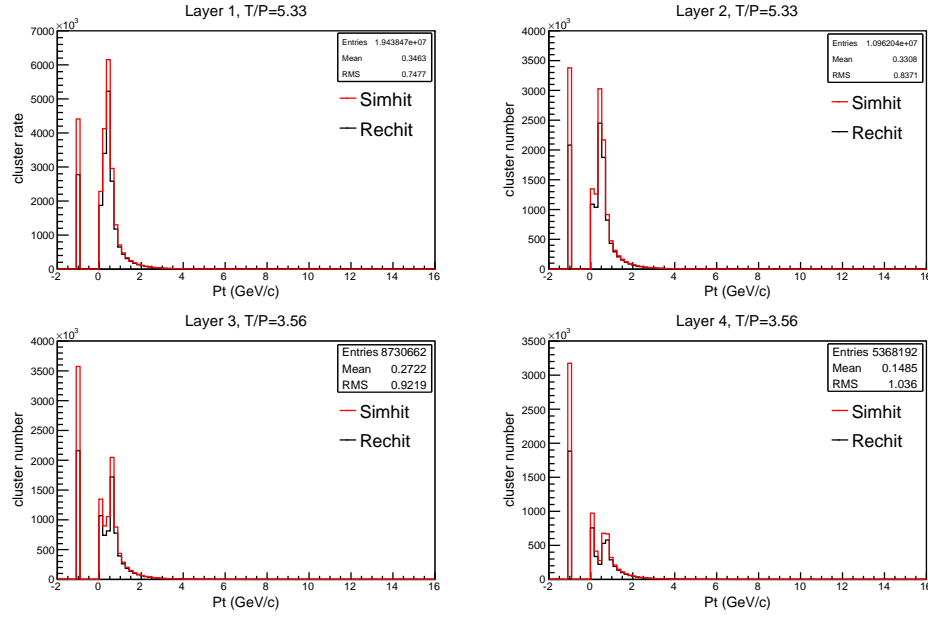 Layer 1, T/P=5.33
×10³
7000
6000
5000
4000
3000
2000
1000
0
cluster rate
Entries 1.943847e+07
Mean 0.3463
RMS 0.7477
Simhit
Rechit
-2 0 2 4 6 8 10 12 14 16
Pt (GeV/c)
Layer 2, T/P=5.33
×10³
4000
3500
3000
2500
2000
1500
1000
500
0
cluster number
Entries 1.096204e+07
Mean 0.3308
RMS 0.8371
Simhit
Rechit
-2 0 2 4 6 8 10 12 14 16
Pt (GeV/c)
Layer 3, T/P=3.56
×10³
4000
3500
3000
2500
2000
1500
1000
500
0
cluster number
Entries 8730662
Mean 0.2722
RMS 0.9219
Simhit
Rechit
-2 0 2 4 6 8 10 12 14 16
Pt (GeV/c)
Layer 4, T/P=3.56
×10³
3500
3000
2500
2000
1500
1000
500
0
cluster number
Entries 5368192
Mean 0.1485
RMS 1.036
Simhit
Rechit
-2 0 2 4 6 8 10 12 14 16
Pt (GeV/c)